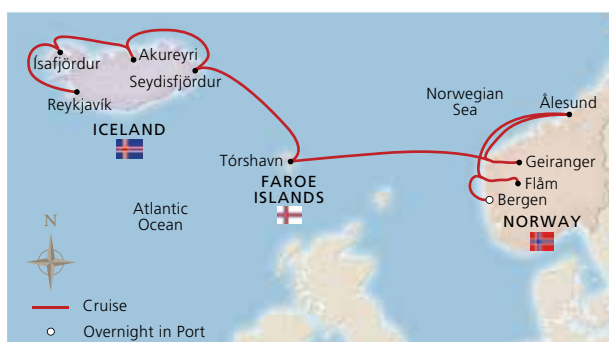 Ísafjördur
Akureyri
Seydisfjördur
Reykjavík
ICELAND
Norwegian
Sea
Ålesund
Tórshavn
Geiranger
FAROE
ISLANDS
Flåm
Bergen
NORWAY
Atlantic
Ocean
N
Cruise
Overnight in Port